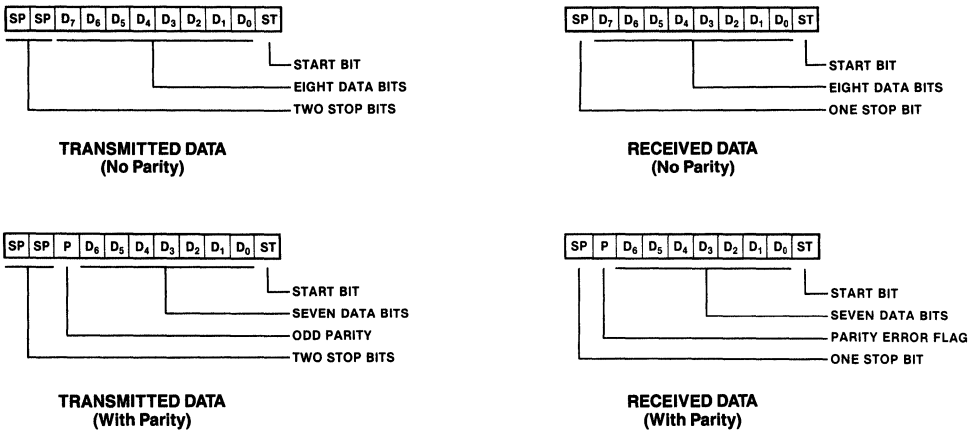 SP SP D₇ D₆ D₅ D₄ D₃ D₂ D₁ D₀ ST
START BIT
EIGHT DATA BITS
TWO STOP BITS
TRANSMITTED DATA
(No Parity)
SP D₇ D₆ D₅ D₄ D₃ D₂ D₁ D₀ ST
START BIT
EIGHT DATA BITS
ONE STOP BIT
RECEIVED DATA
(No Parity)
SP SP P D₆ D₅ D₄ D₃ D₂ D₁ D₀ ST
START BIT
SEVEN DATA BITS
ODD PARITY
TWO STOP BITS
TRANSMITTED DATA
(With Parity)
SP P D₆ D₅ D₄ D₃ D₂ D₁ D₀ ST
START BIT
SEVEN DATA BITS
PARITY ERROR FLAG
ONE STOP BIT
RECEIVED DATA
(With Parity)